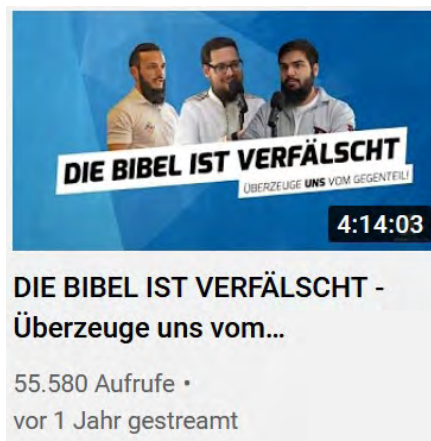 DIE BIBEL IST VERFÄLSCHT
ÜBERZEUGE UNS VOM GEGENTEIL!
4:14:03
DIE BIBEL IST VERFÄLSCHT -
Überzeuge uns vom...
55.580 Aufrufe •
vor 1 Jahr gestreamt